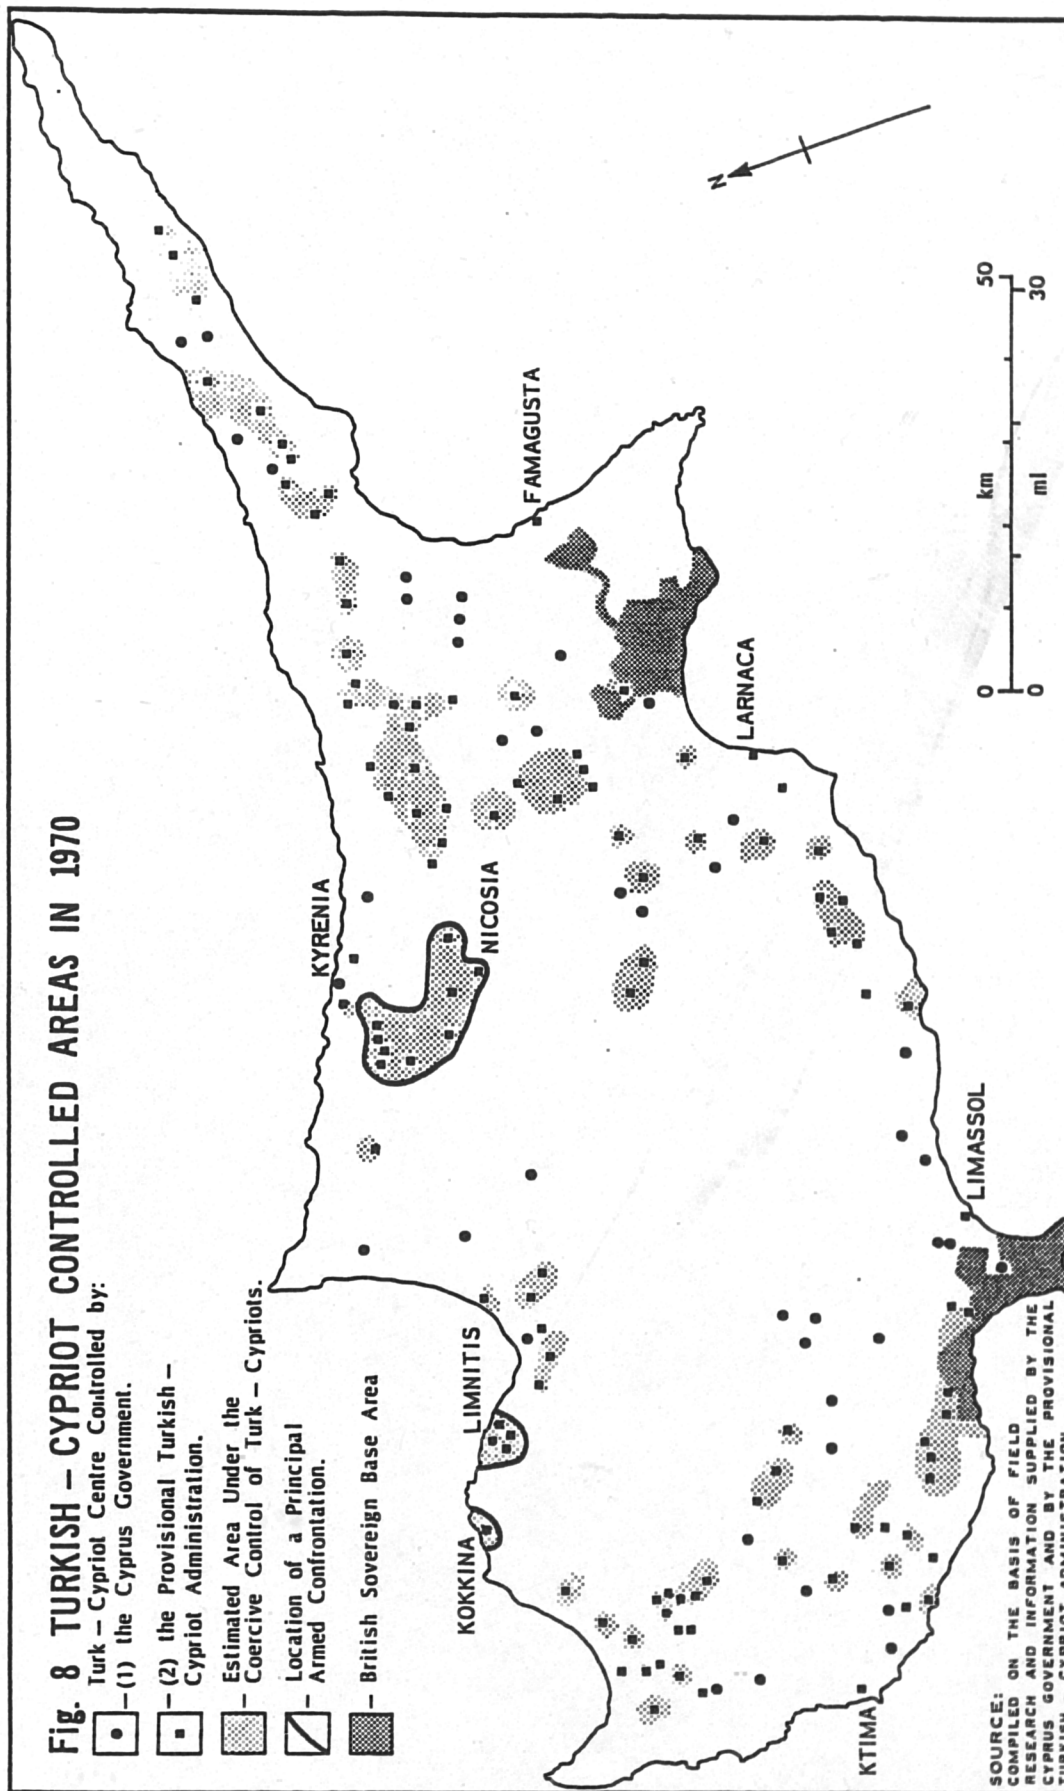 Fig. 8 TURKISH – CYPRIOT CONTROLLED AREAS IN 1970
Turk – Cypriot Centre Controlled by:
– (1) the Cyprus Government.
– (2) the Provisional Turkish –
Cypriot Administration.
– Estimated Area Under the
Coercive Control of Turk – Cypriots.
– Location of a Principal
Armed Confrontation.
– British Sovereign Base Area
KYRENIA
NICOSIA
FAMAGUSTA
LARNACA
LIMNITIS
KOKKINA
LIMASSOL
KTIMA
N
0 km 50
0 ml 30
SOURCE:
COMPILED ON THE BASIS OF FIELD
RESEARCH AND INFORMATION SUPPLIED BY THE
CYPRUS GOVERNMENT AND BY THE PROVISIONAL
TURKISH – CYPRIOT ADMINISTRATION